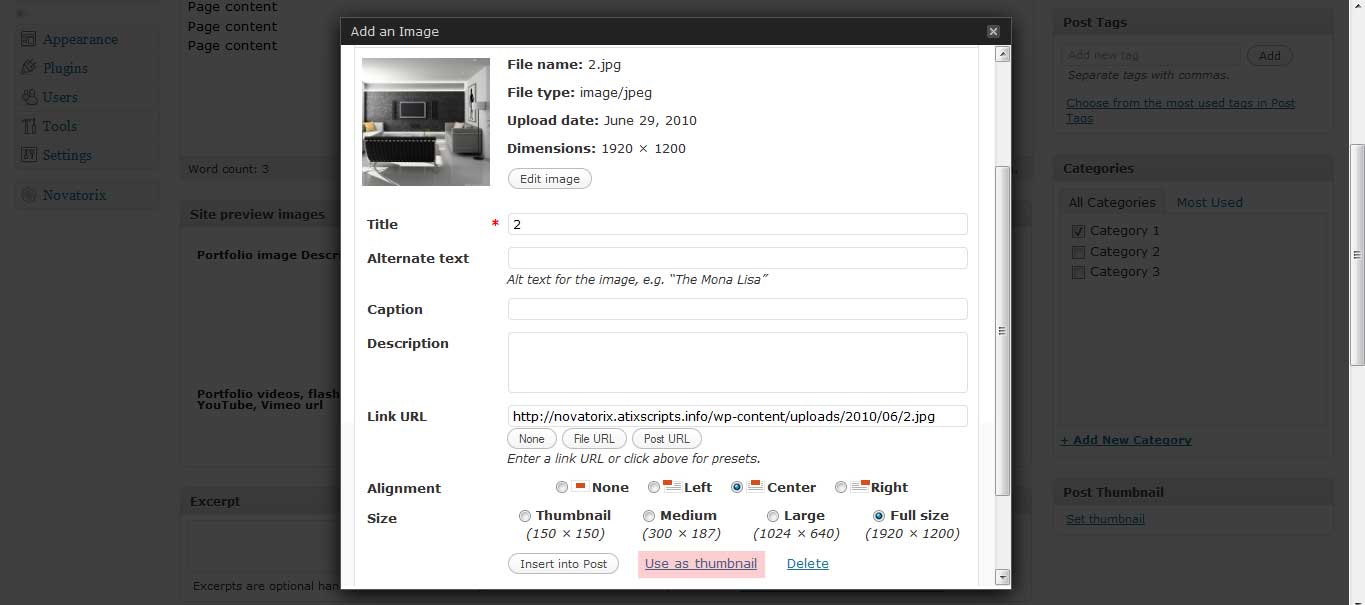 Page content
Page content
Page content
Appearance
Plugins
Users
Tools
Settings
Novatorix
Word count: 3
Site preview images
Portfolio image Descri
Portfolio videos, flash
YouTube, Vimeo url
Excerpt
Excerpts are optional han
Add an Image
File name: 2.jpg
File type: image/jpeg
Upload date: June 29, 2010
Dimensions: 1920 × 1200
Edit image
Title * 2
Alternate text
Alt text for the image, e.g. “The Mona Lisa”
Caption
Description
Link URL http://novatorix.atixscripts.info/wp-content/uploads/2010/06/2.jpg
None File URL Post URL
Enter a link URL or click above for presets.
Alignment None Left Center Right
Size Thumbnail Medium Large Full size
(150 × 150) (300 × 187) (1024 × 640) (1920 × 1200)
Insert into Post Use as thumbnail Delete
Post Tags
Add new tag Add
Separate tags with commas.
Choose from the most used tags in Post
Tags
Categories
All Categories Most Used
Category 1
Category 2
Category 3
+ Add New Category
Post Thumbnail
Set thumbnail